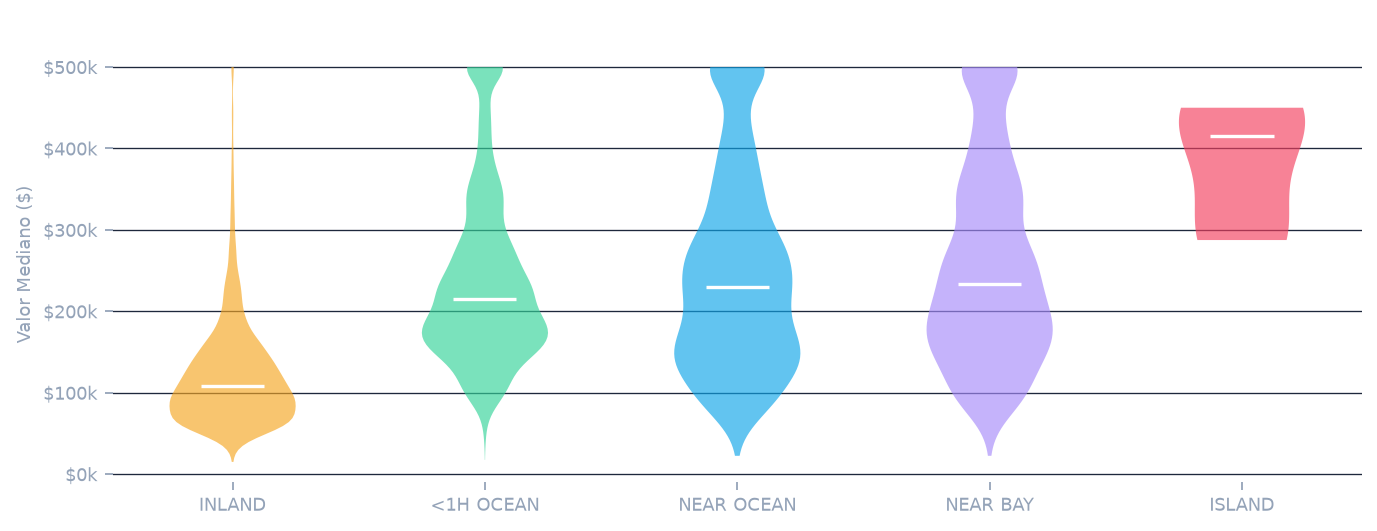 $500k
$400k
$300k
$200k
$100k
$0k
Valor Mediano ($)
INLAND
<1H OCEAN
NEAR OCEAN
NEAR BAY
ISLAND